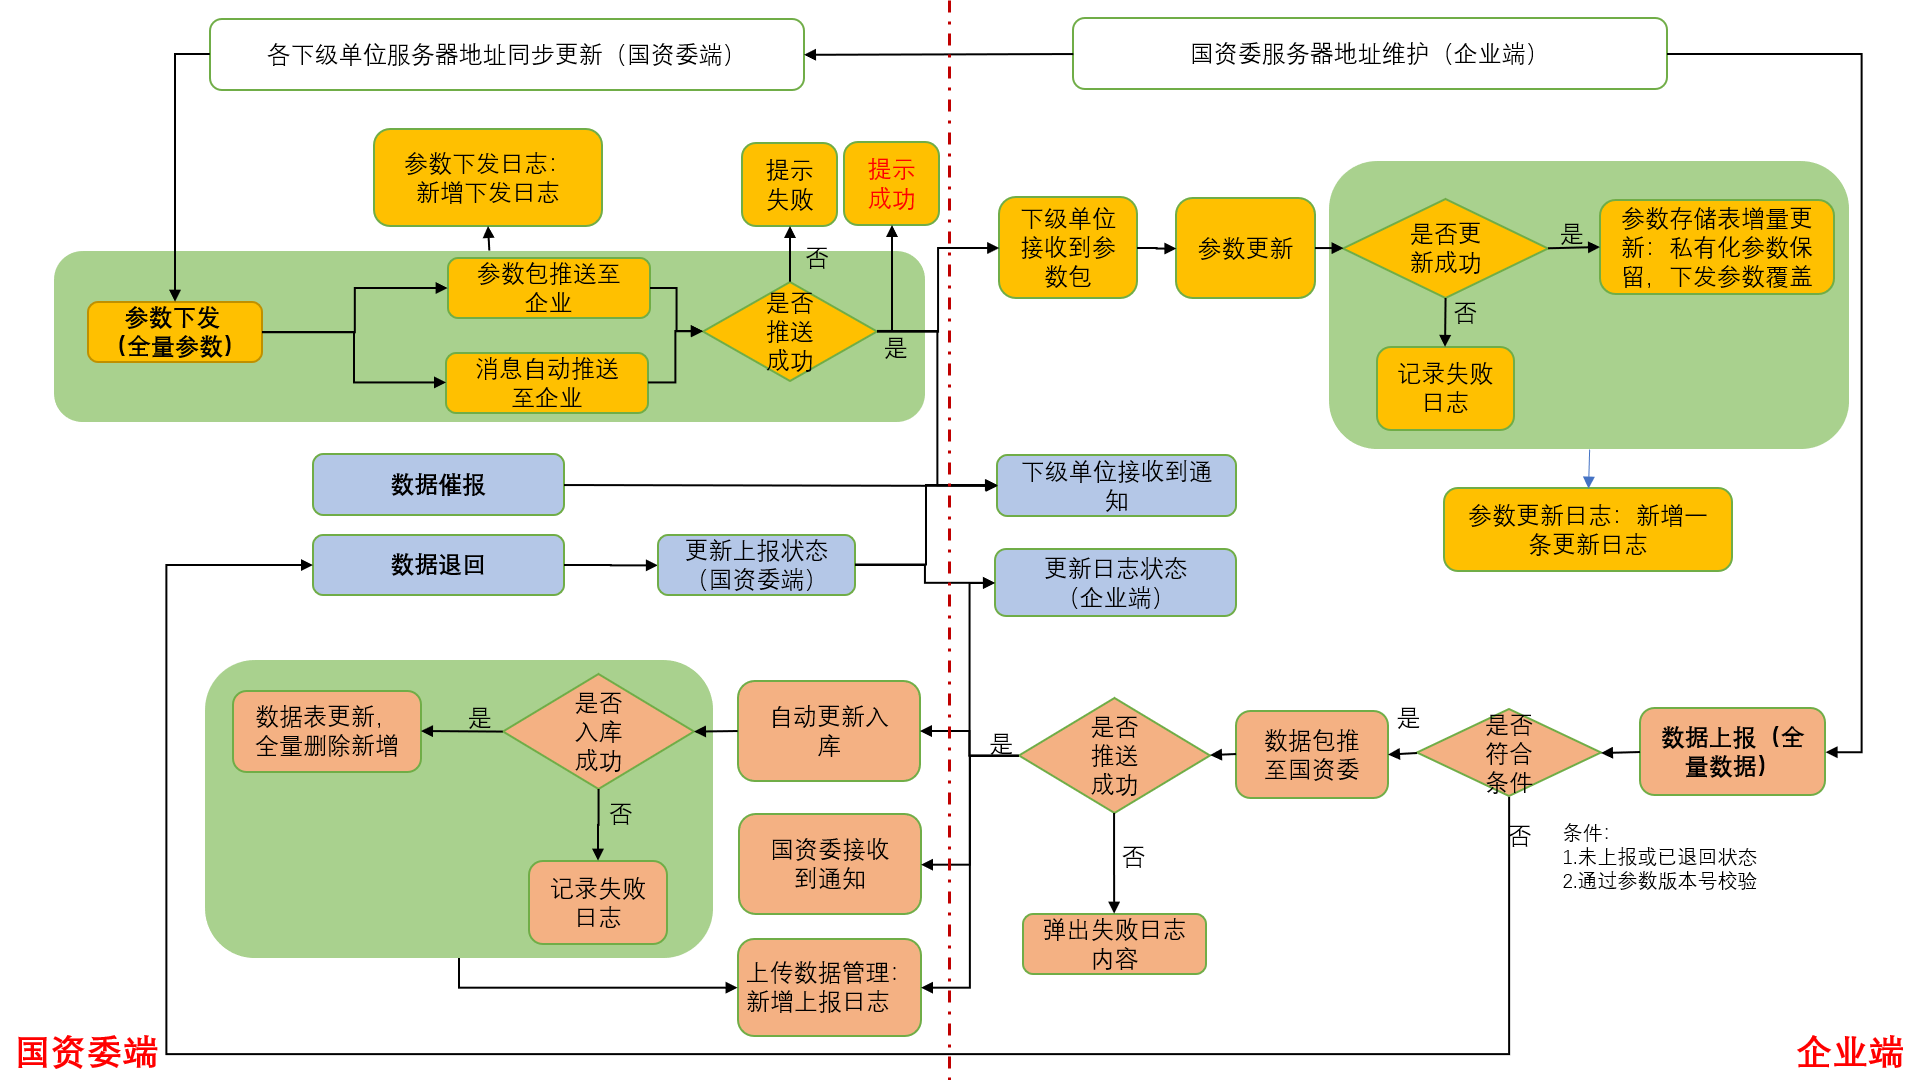 各下级单位服务器地址同步更新（国资委端）
国资委服务器地址维护（企业端）
参数下发日志：
新增下发日志
提示
失败
提示
成功
否
参数下发
（全量参数）
参数包推送至
企业
消息自动推送
至企业
是否
推送
成功
是
下级单位
接收到参
数包
参数更新
是否更
新成功
是
否
参数存储表增量更
新：私有化参数保
留，下发参数覆盖
记录失败
日志
参数更新日志：新增一
条更新日志
数据催报
下级单位接收到通
知
数据退回
更新上报状态
（国资委端）
更新日志状态
（企业端）
数据表更新，
全量删除新增
是
是否
入库
成功
否
记录失败
日志
自动更新入
库
国资委接收
到通知
上传数据管理：
新增上报日志
是
是否
推送
成功
否
弹出失败日志
内容
数据包推
至国资委
是
是否
符合
条件
否
数据上报（全
量数据）
条件：
1.未上报或已退回状态
2.通过参数版本号校验
国资委端
企业端